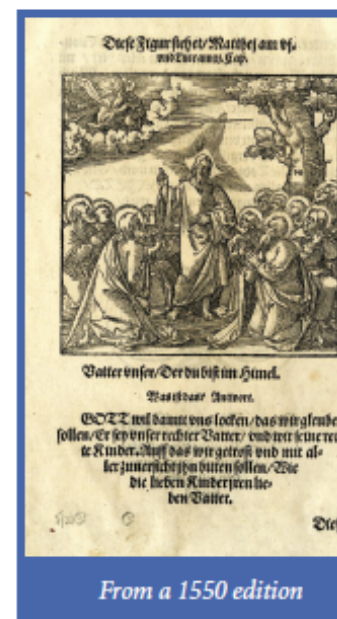 Diese Figur stehet/Matthej am vj.
vnd Luce am xj. Cap.
Vatter vnser/Der du bist im Himel.
Was ist das? Antwort.
GOTT wil damit vns locken/das wir gleube
sollen/Er sey vnser rechter Vatter/ vnd wir seine rec
te Kinder. Auff das wir getrost vnd mit al-
ler zuuersicht jhn bitten sollen/Wie
die lieben Kinder jren lie-
ben Vatter.
Die
From a 1550 edition